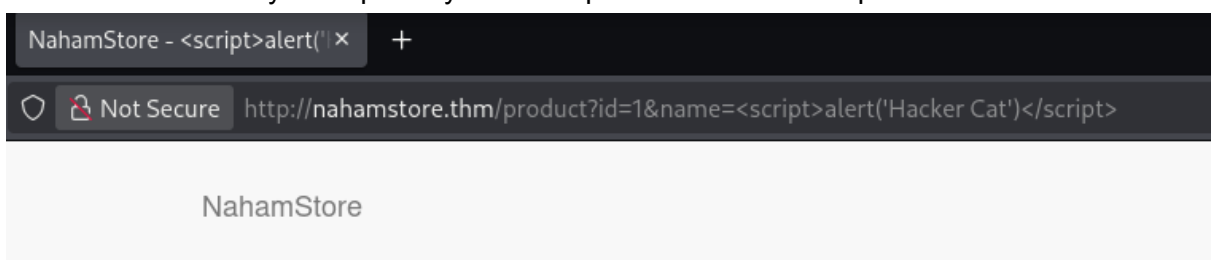 NahamStore - <script>alert('
Not Secure http://nahamstore.thm/product?id=1&name=<script>alert('Hacker Cat')</script>
NahamStore